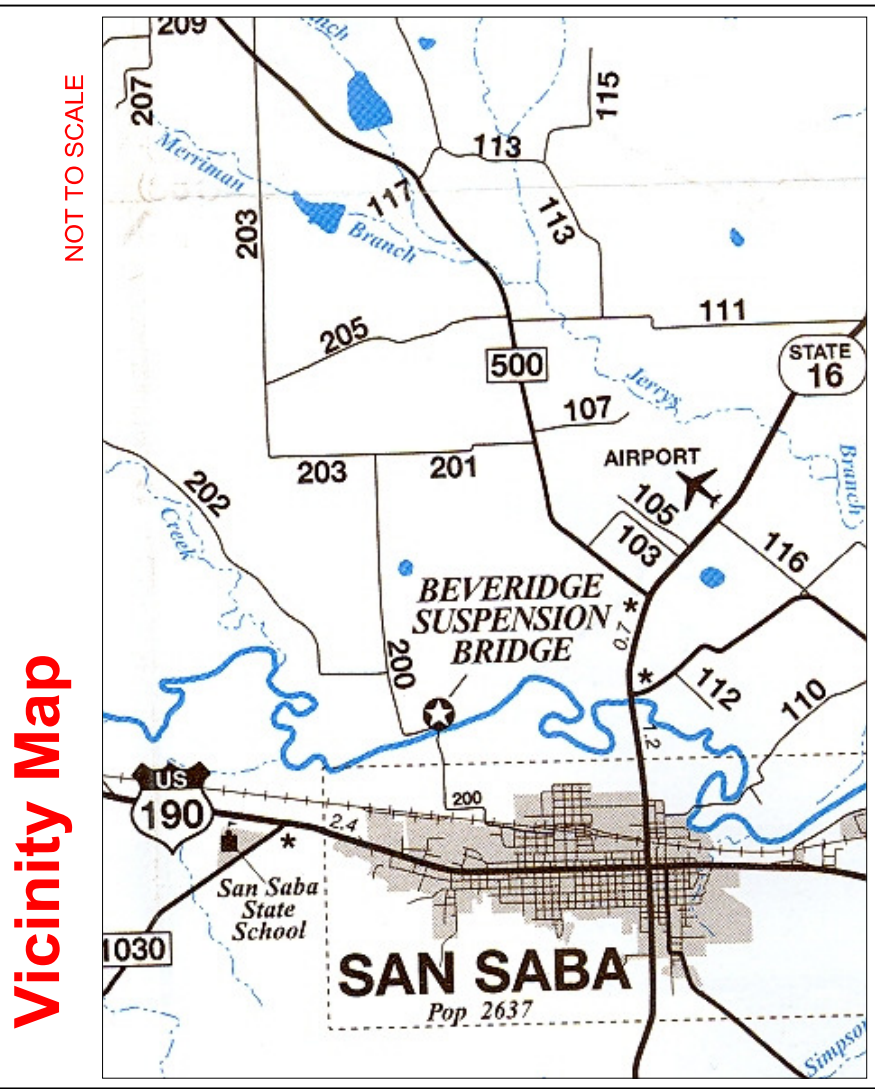 Vicinity Map
NOT TO SCALE
209
207
nch
115
113
Merriman
117
203
Branch
113
205
111
500
STATE
16
107
Jerrys
203
201
AIRPORT
Branch
202
Creek
105
103
116
BEVERIDGE
SUSPENSION
BRIDGE
*
0.7
200
*
112
110
1.2
US
190
200
2.4
*
San Saba
State
School
1030
SAN SABA
Pop 2637
Simpson